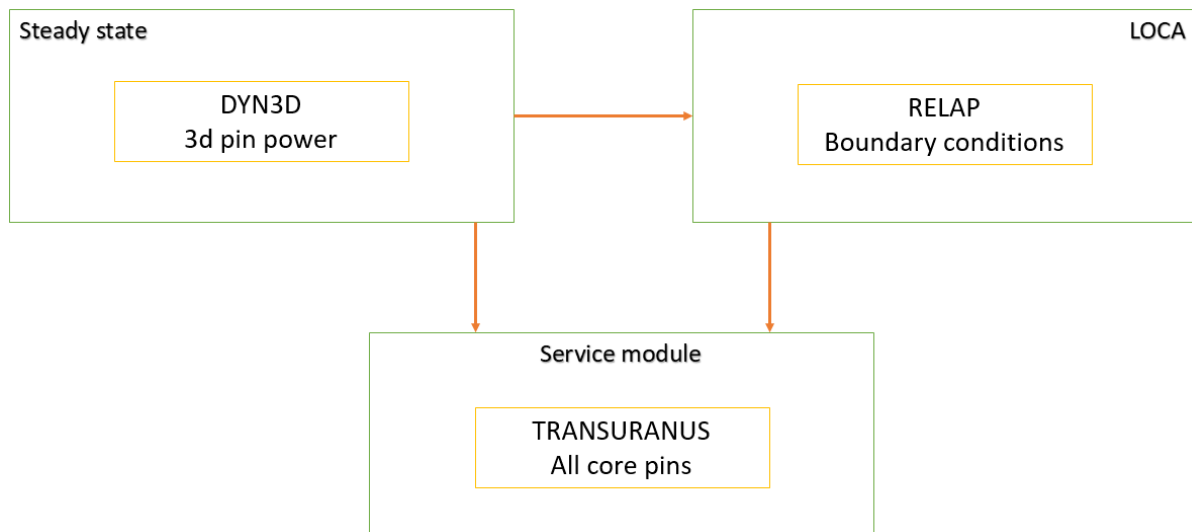 Steady state
DYN3D
3d pin power
LOCA
RELAP
Boundary conditions
Service module
TRANSURANUS
All core pins